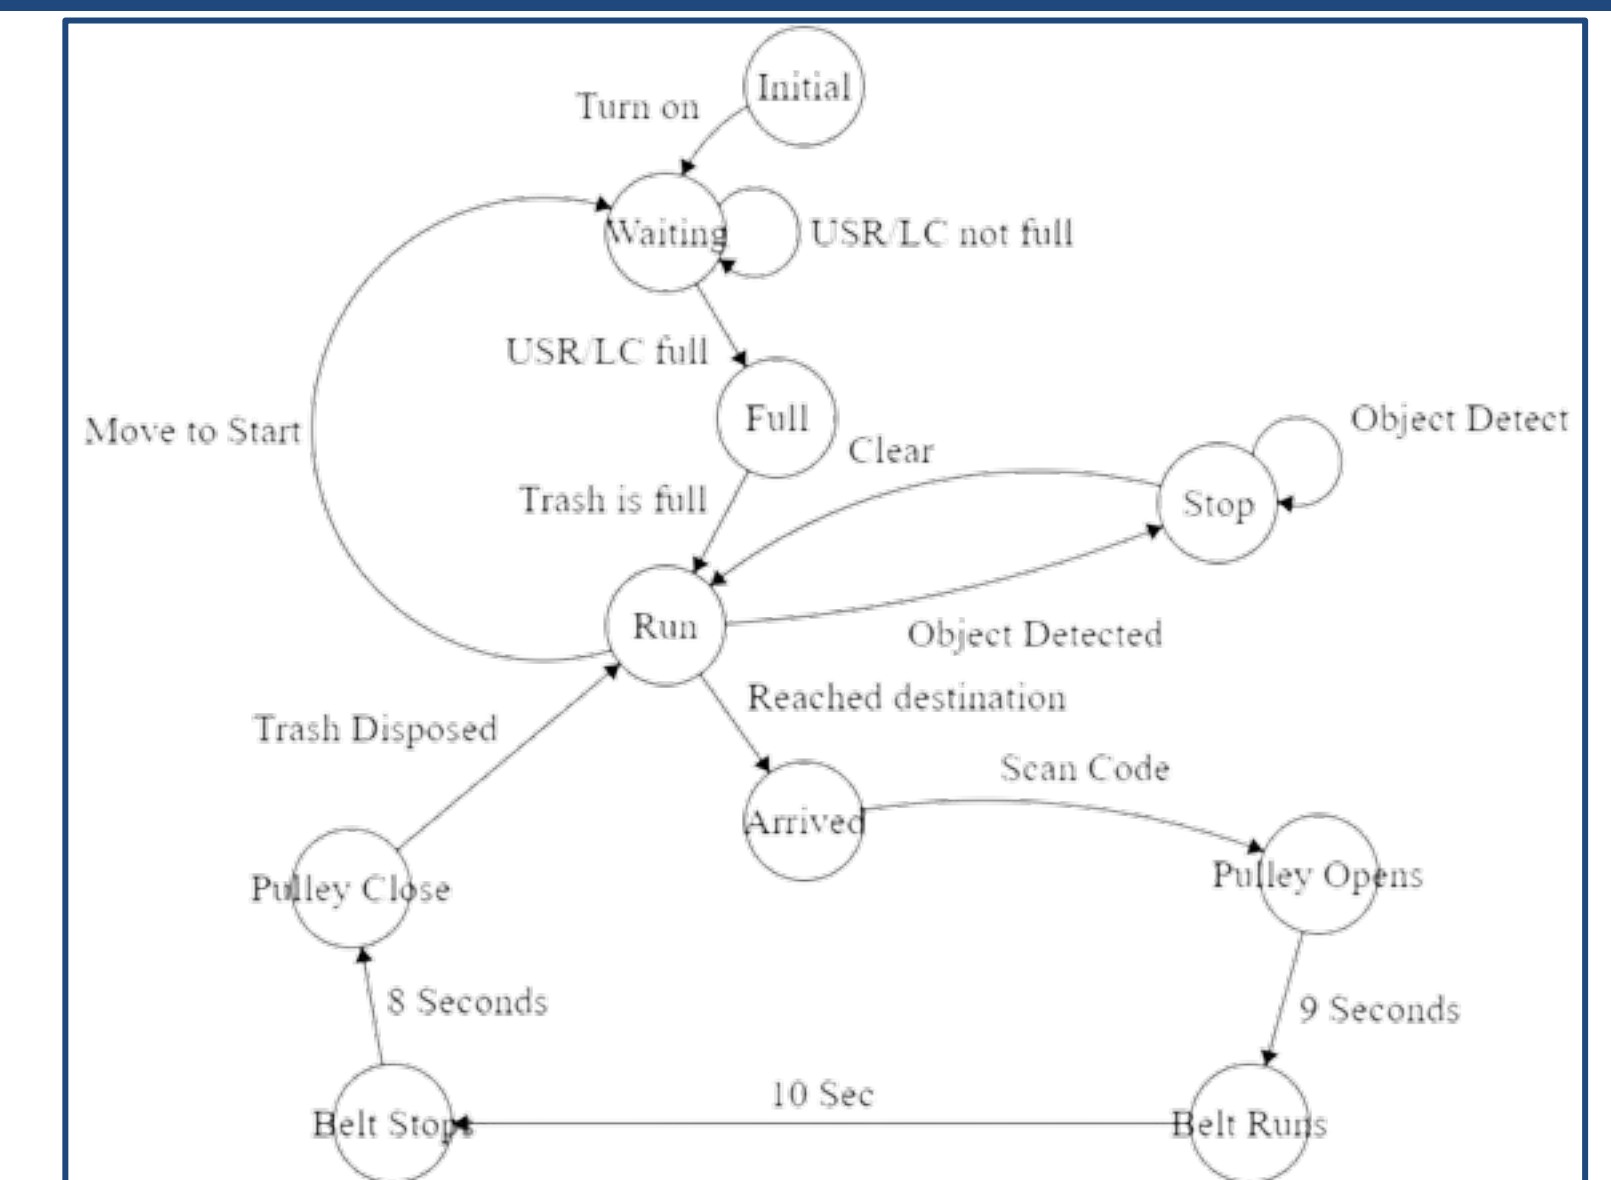 Initial
Turn on
Waiting
USR/LC not full
USR/LC full
Full
Object Detect
Move to Start
Clear
Trash is full
Stop
Run
Object Detected
Reached destination
Trash Disposed
Scan Code
Arrived
Pulley Opens
Pulley Close
8 Seconds
9 Seconds
10 Sec
Belt Stops
Belt Runs